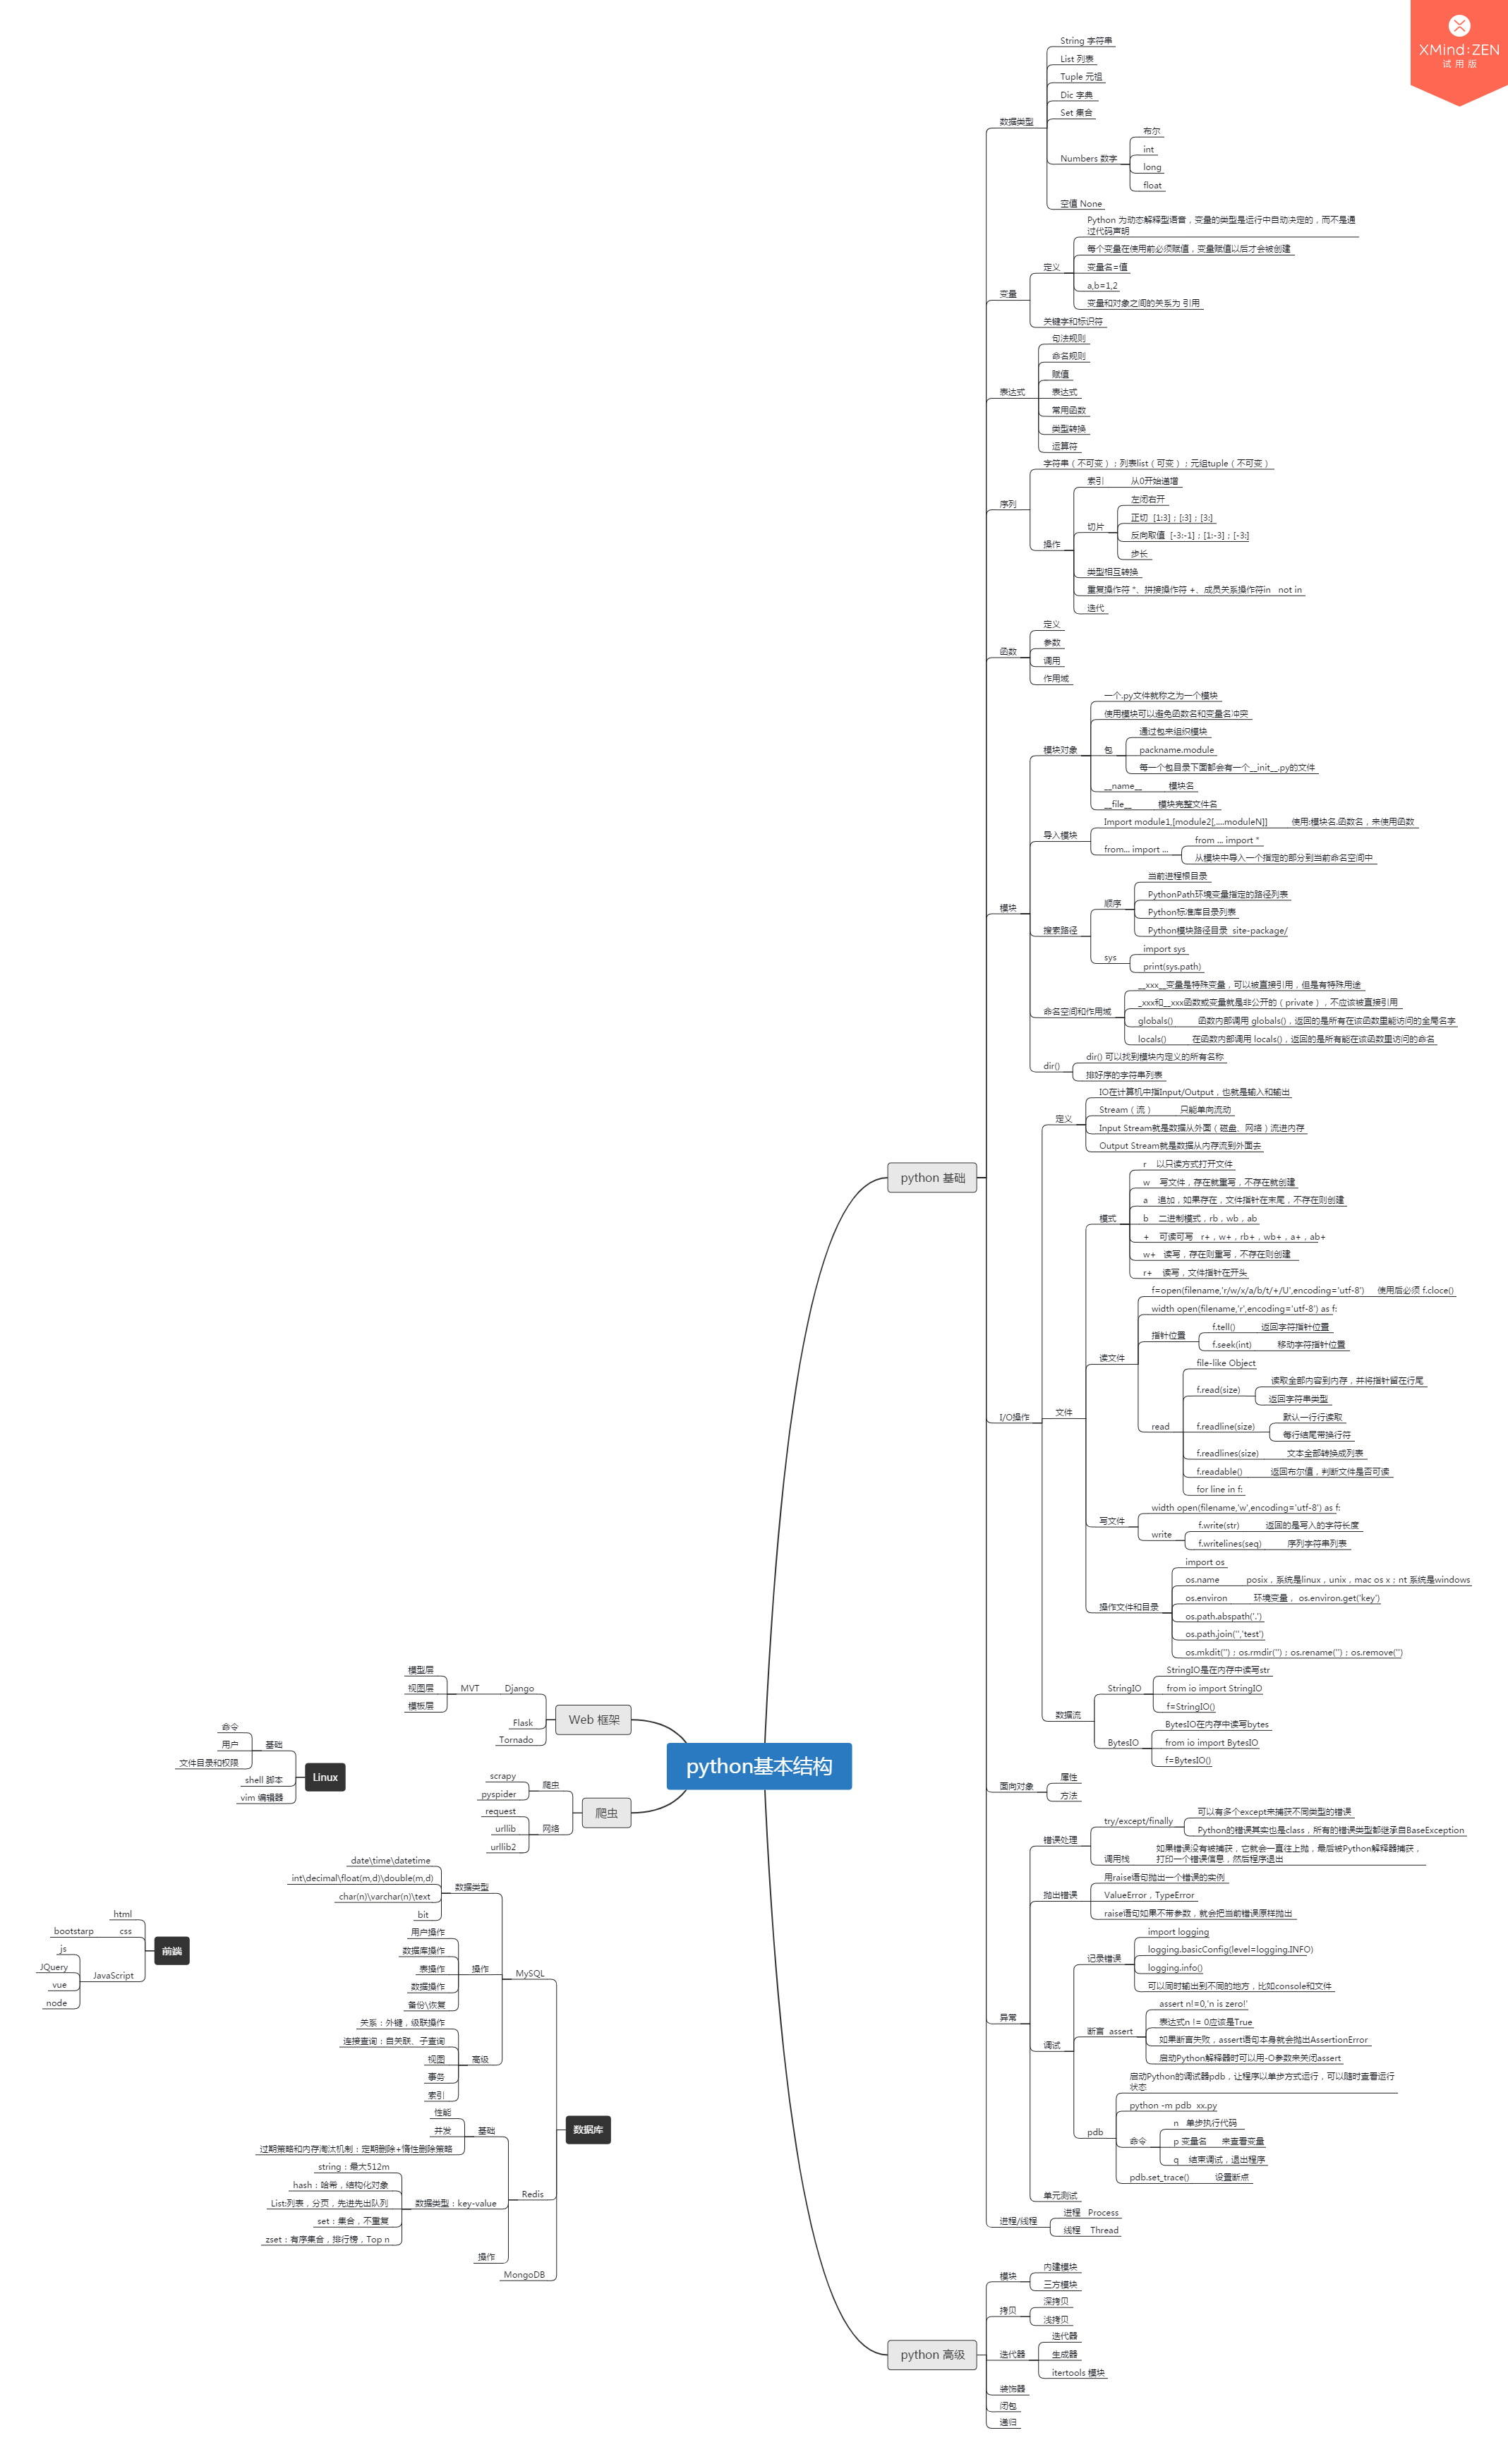 XMind:ZEN
试用版
python基本结构
python 基础
数据类型
String 字符串
List 列表
Tuple 元祖
Dic 字典
Set 集合
Numbers 数字
布尔
int
long
float
空值 None
变量
定义
Python 为动态解释型语音，变量的类型是运行中自动决定的，而不是通
过代码声明
每个变量在使用前必须赋值，变量赋值以后才会被创建
变量名=值
a,b=1,2
变量和对象之间的关系为 引用
关键字和标识符
表达式
句法规则
命名规则
赋值
表达式
常用函数
类型转换
运算符
序列
字符串（不可变）；列表list（可变）；元组tuple（不可变）
操作
索引 从0开始递增
切片
左闭右开
正切 [1:3]；[:3]；[3:]
反向取值 [-3:-1]；[1:-3]；[-3:]
步长
类型相互转换
重复操作符 *、拼接操作符 +、成员关系操作符in not in
迭代
函数
定义
参数
调用
作用域
模块
模块对象
一个.py文件就称之为一个模块
使用模块可以避免函数名和变量名冲突
包
通过包来组织模块
packname.module
每一个包目录下面都会有一个__init__.py的文件
__name__ 模块名
__file__ 模块完整文件名
导入模块
Import module1,[module2[,....moduleN]] 使用:模块名.函数名，来使用函数
from... import ...
from ... import *
从模块中导入一个指定的部分到当前命名空间中
搜索路径
顺序
当前进程根目录
PythonPath环境变量指定的路径列表
Python标准库目录列表
Python模块路径目录 site-package/
sys
import sys
print(sys.path)
命名空间和作用域
__xxx__变量是特殊变量，可以被直接引用，但是有特殊用途
_xxx和__xxx函数或变量就是非公开的（private），不应该被直接引用
globals() 函数内部调用 globals()，返回的是所有在该函数里能访问的全局名字
locals() 在函数内部调用 locals()，返回的是所有能在该函数里访问的命名
dir()
dir() 可以找到模块内定义的所有名称
排好序的字符串列表
I/O操作
定义
IO在计算机中指Input/Output，也就是输入和输出
Stream（流） 只能单向流动
Input Stream就是数据从外面（磁盘、网络）流进内存
Output Stream就是数据从内存流到外面去
文件
模式
r 以只读方式打开文件
w 写文件，存在就重写，不存在就创建
a 追加，如果存在，文件指针在末尾，不存在则创建
b 二进制模式，rb，wb，ab
+ 可读可写 r+，w+，rb+，wb+，a+，ab+
w+ 读写，存在则重写，不存在则创建
r+ 读写，文件指针在开头
读文件
f=open(filename,'r/w/x/a/b/t/+/U',encoding='utf-8') 使用后必须 f.cloce()
width open(filename,'r',encoding='utf-8') as f:
指针位置
f.tell() 返回字符指针位置
f.seek(int) 移动字符指针位置
read
file-like Object
f.read(size)
读取全部内容到内存，并将指针留在行尾
返回字符串类型
f.readline(size)
默认一行行读取
每行结尾带换行符
f.readlines(size) 文本全部转换成列表
f.readable() 返回布尔值，判断文件是否可读
for line in f:
写文件
width open(filename,'w',encoding='utf-8') as f:
write
f.write(str) 返回的是写入的字符长度
f.writelines(seq) 序列字符串列表
操作文件和目录
import os
os.name posix，系统是linux，unix，mac os x；nt 系统是windows
os.environ 环境变量， os.environ.get('key')
os.path.abspath('.')
os.path.join('','test')
os.mkdit('')；os.rmdir('')；os.rename('')；os.remove('')
数据流
StringIO
StringIO是在内存中读写str
from io import StringIO
f=StringIO()
BytesIO
BytesIO在内存中读写bytes
from io import BytesIO
f=BytesIO()
面向对象
属性
方法
异常
错误处理
try/except/finally
可以有多个except来捕获不同类型的错误
Python的错误其实也是class，所有的错误类型都继承自BaseException
调用栈
如果错误没有被捕获，它就会一直往上抛，最后被Python解释器捕获，
打印一个错误信息，然后程序退出
抛出错误
用raise语句抛出一个错误的实例
ValueError，TypeError
raise语句如果不带参数，就会把当前错误原样抛出
调试
记录错误
import logging
logging.basicConfig(level=logging.INFO)
logging.info()
可以同时输出到不同的地方，比如console和文件
断言 assert
assert n!=0,'n is zero!'
表达式n != 0应该是True
如果断言失败，assert语句本身就会抛出AssertionError
启动Python解释器时可以用-O参数来关闭assert
pdb
启动Python的调试器pdb，让程序以单步方式运行，可以随时查看运行
状态
python -m pdb xx.py
命令
n 单步执行代码
p 变量名 来查看变量
q 结束调试，退出程序
pdb.set_trace() 设置断点
单元测试
进程/线程
进程 Process
线程 Thread
python 高级
模块
内建模块
三方模块
拷贝
深拷贝
浅拷贝
迭代器
迭代器
生成器
itertools 模块
装饰器
闭包
递归
Web 框架
Django
MVT
模型层
视图层
模板层
Flask
Tornado
爬虫
爬虫
scrapy
pyspider
网络
request
urllib
urllib2
Linux
基础
命令
用户
文件目录和权限
shell 脚本
vim 编辑器
前端
html
css
bootstarp
JavaScript
js
JQuery
vue
node
数据库
MySQL
数据类型
date\time\datetime
int\decimal\float(m,d)\double(m,d)
char(n)\varchar(n)\text
bit
操作
用户操作
数据库操作
表操作
数据操作
备份\恢复
高级
关系：外键，级联操作
连接查询：自关联、子查询
视图
事务
索引
Redis
基础
性能
并发
过期策略和内存淘汰机制：定期删除+惰性删除策略
数据类型：key-value
string：最大512m
hash：哈希，结构化对象
List:列表，分页，先进先出队列
set：集合，不重复
zset：有序集合，排行榜，Top n
操作
MongoDB